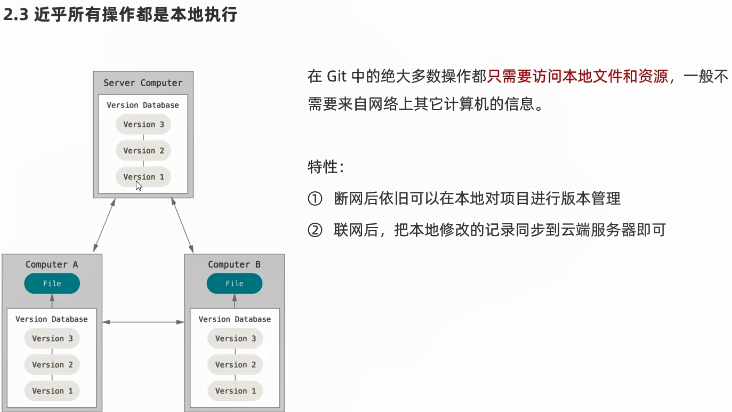 2.3 近乎所有操作都是本地执行
在 Git 中的绝大多数操作都只需要访问本地文件和资源，一般不
需要来自网络上其它计算机的信息。
特性：
① 断网后依旧可以在本地对项目进行版本管理
② 联网后，把本地修改的记录同步到云端服务器即可
Server Computer
Version Database
Version 3
Version 2
Version 1
Computer A
File
Version Database
Version 3
Version 2
Version 1
Computer B
File
Version Database
Version 3
Version 2
Version 1